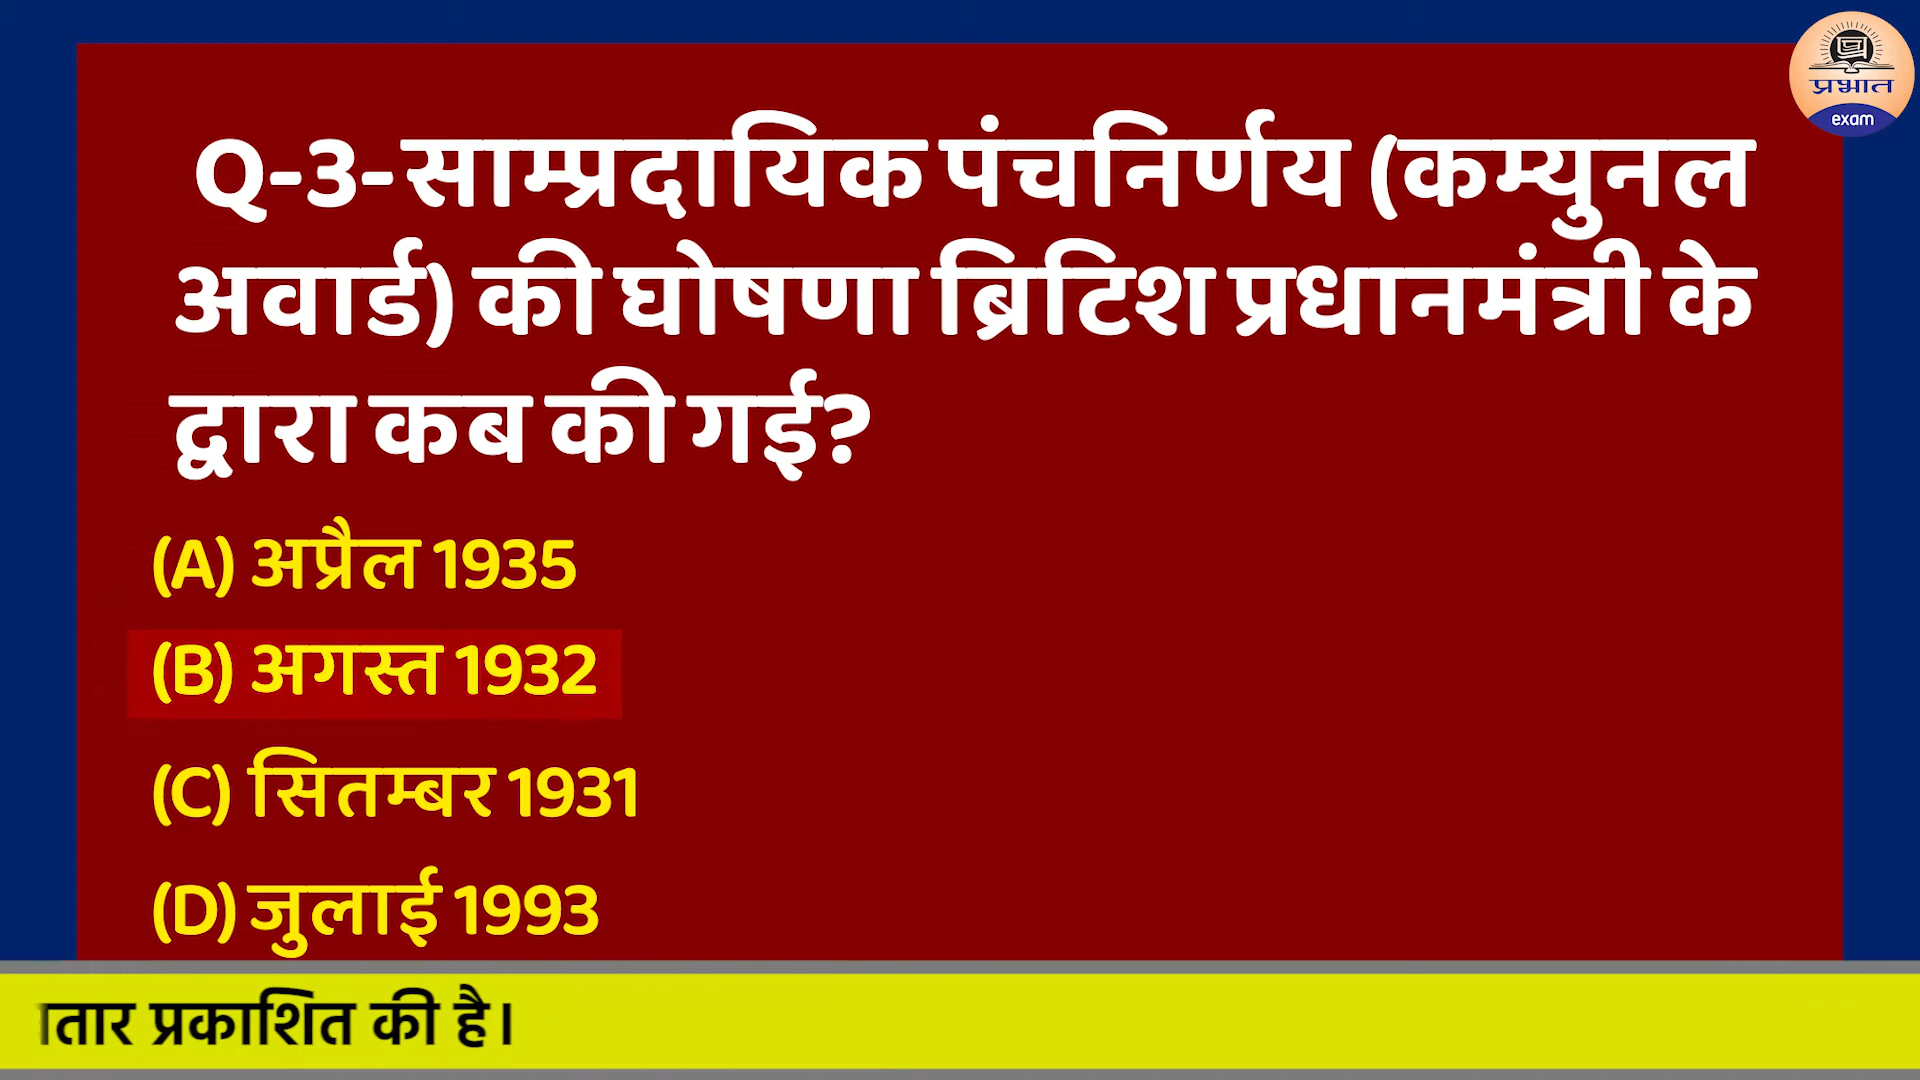 प्रभात
exam
Q-3-साम्प्रदायिक पंचनिर्णय (कम्युनल
अवार्ड) की घोषणा ब्रिटिश प्रधानमंत्री के
द्वारा कब की गई?
(A) अप्रैल 1935
(B) अगस्त 1932
(C) सितम्बर 1931
(D) जुलाई 1993
प्रकाशित की है।